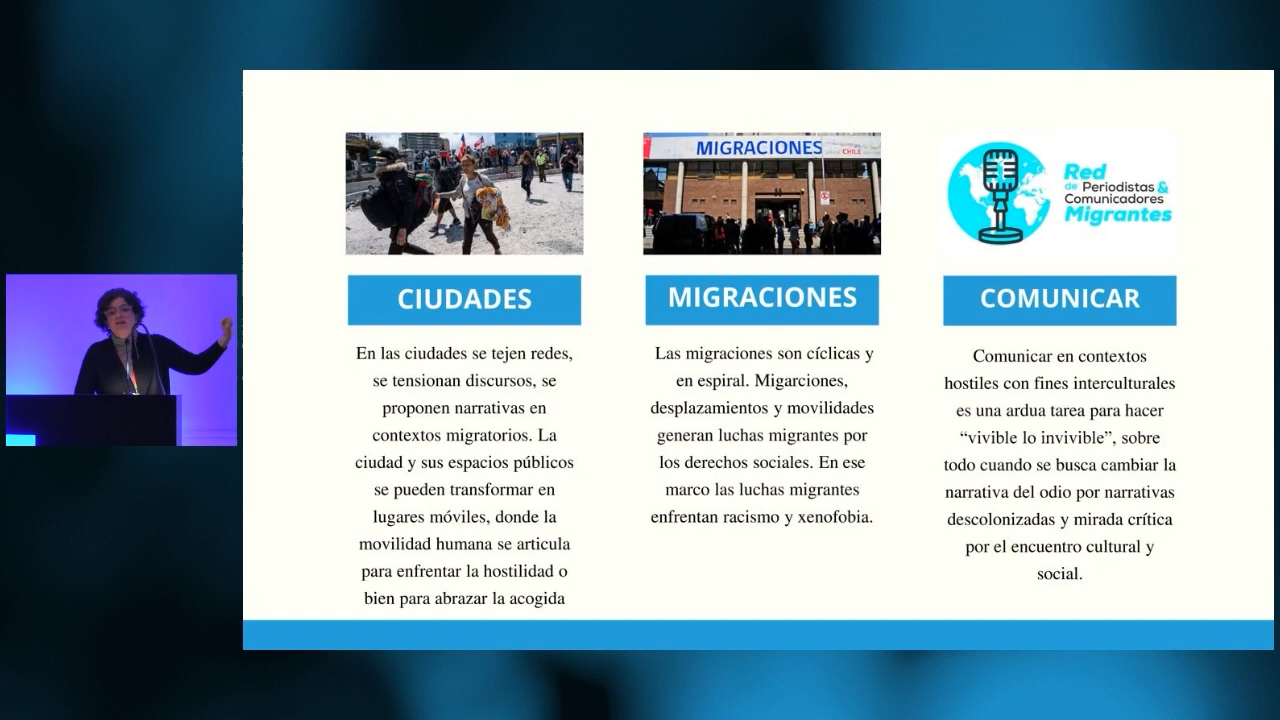 MIGRACIONES
CHILE
Red
de Periodistas &
Comunicadores
Migrantes
CIUDADES
En las ciudades se tejen redes,
se tensionan discursos, se
proponen narrativas en
contextos migratorios. La
ciudad y sus espacios públicos
se pueden transformar en
lugares móviles, donde la
movilidad humana se articula
para enfrentar la hostilidad o
bien para abrazar la acogida
MIGRACIONES
Las migraciones son cíclicas y
en espiral. Migarciones,
desplazamientos y movilidades
generan luchas migrantes por
los derechos sociales. En ese
marco las luchas migrantes
enfrentan racismo y xenofobia.
COMUNICAR
Comunicar en contextos
hostiles con fines interculturales
es una ardua tarea para hacer
“vivible lo invivible”, sobre
todo cuando se busca cambiar la
narrativa del odio por narrativas
descolonizadas y mirada crítica
por el encuentro cultural y
social.